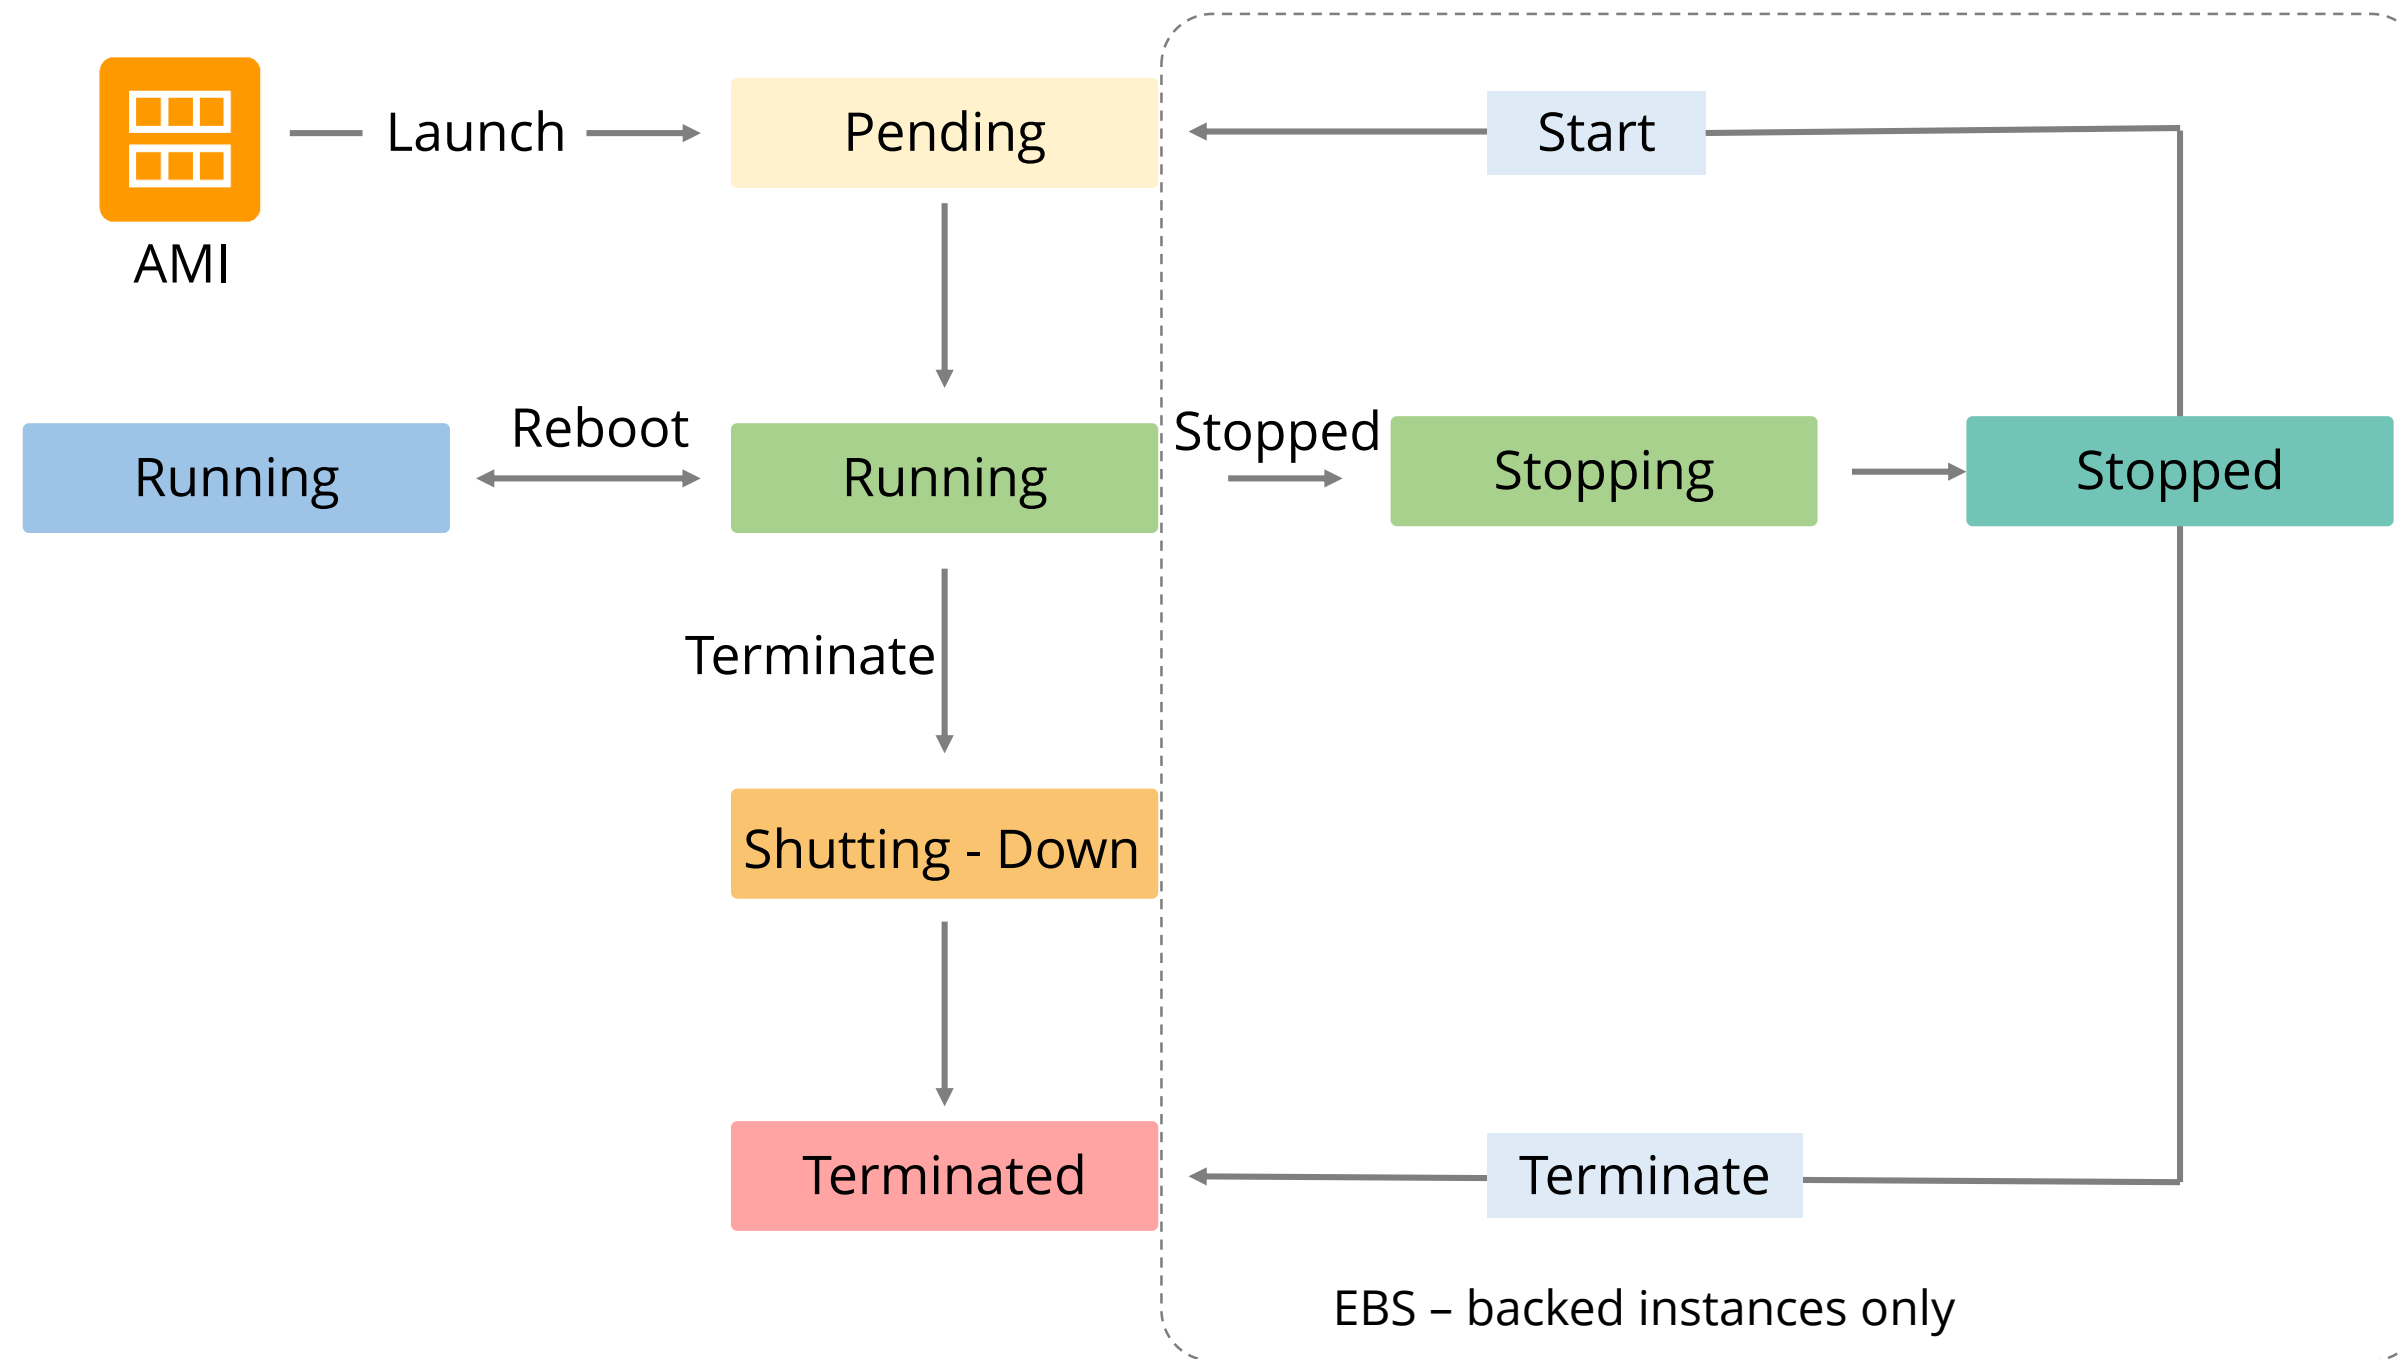 Launch
Pending
Start
AMI
Running
Reboot
Running
Stopped
Stopping
Stopped
Terminate
Shutting - Down
Terminated
Terminate
EBS – backed instances only